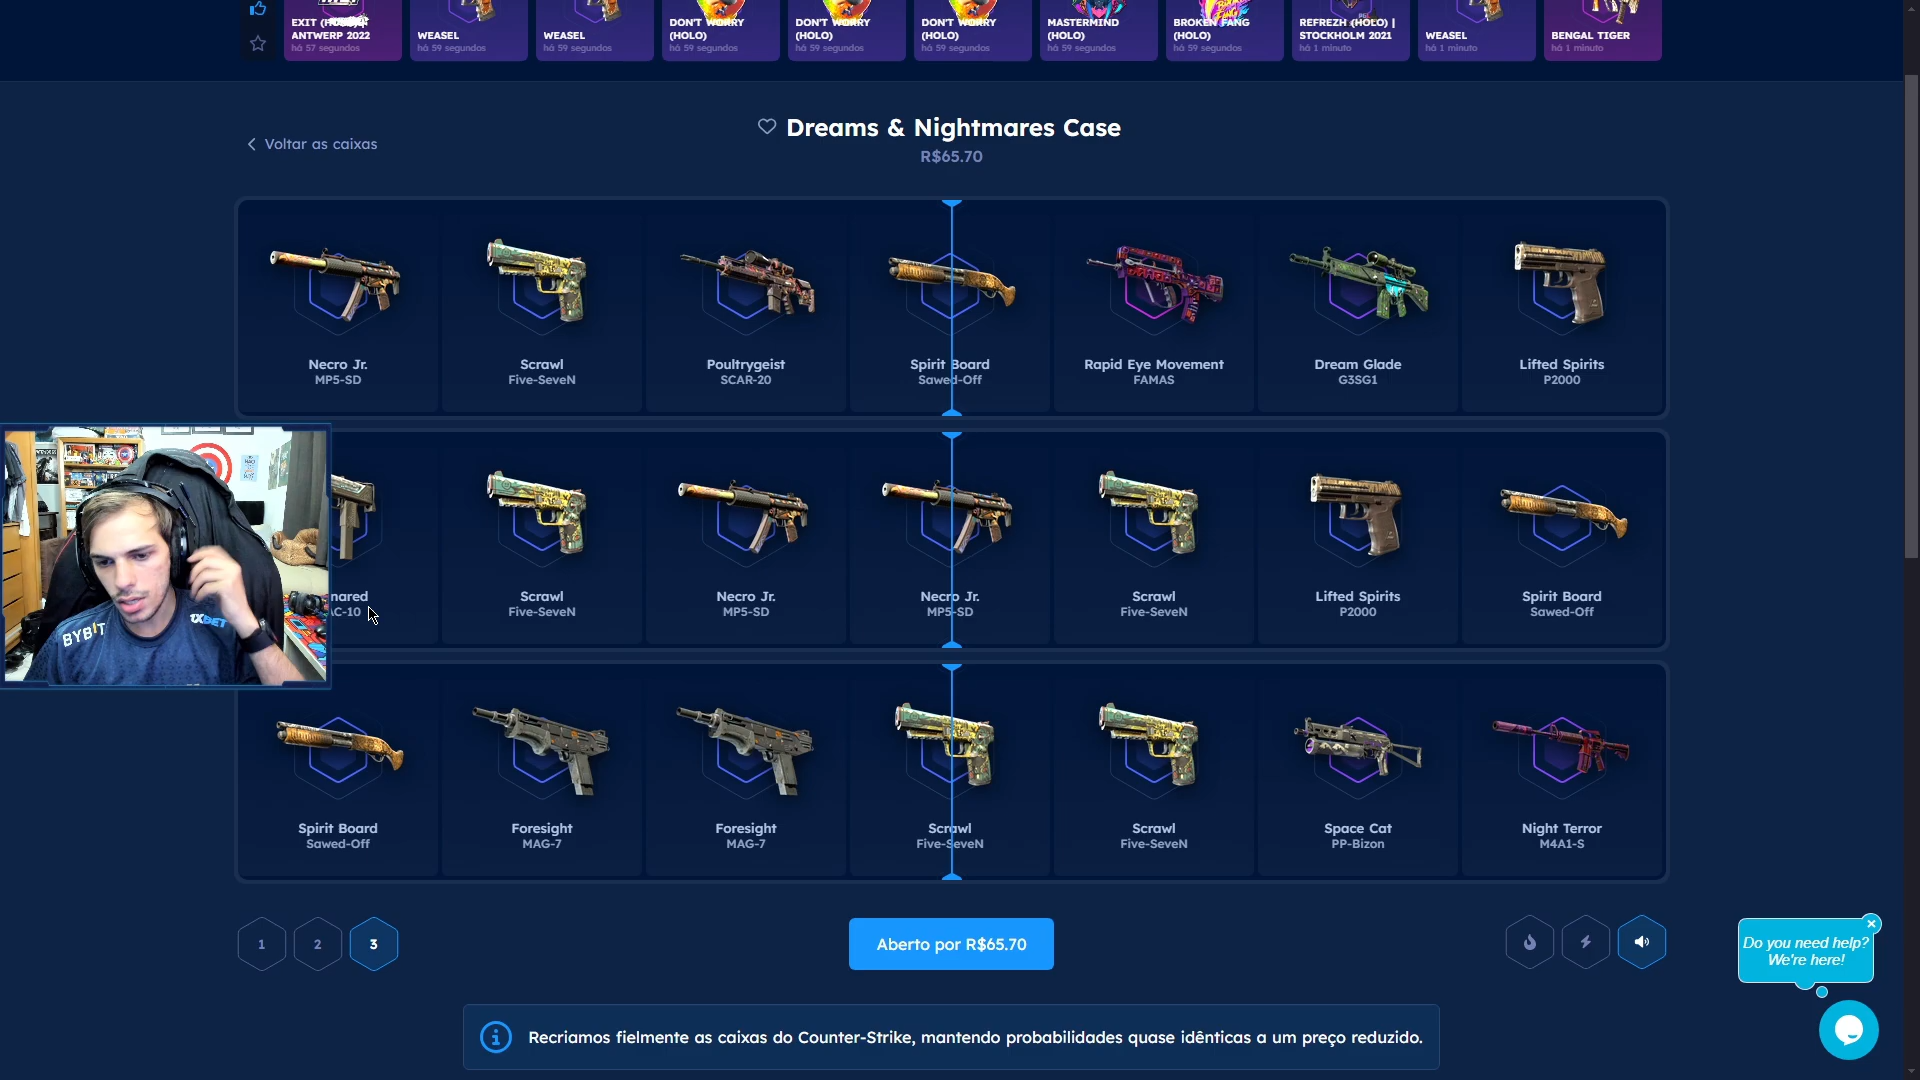 EXIT (HOLO) |
ANTWERP 2022
há 57 segundos
WEASEL
há 59 segundos
WEASEL
há 59 segundos
DON'T WORRY
(HOLO)
há 59 segundos
DON'T WORRY
(HOLO)
há 59 segundos
DON'T WORRY
(HOLO)
há 59 segundos
MASTERMIND
(HOLO)
há 59 segundos
BROKEN FANG
(HOLO)
há 59 segundos
REFREZH (HOLO) |
STOCKHOLM 2021
há 1 minuto
WEASEL
há 1 minuto
BENGAL TIGER
há 1 minuto
Voltar as caixas
Dreams & Nightmares Case
R$65.70
Necro Jr.
MP5-SD
Scrawl
Five-SeveN
Poultrygeist
SCAR-20
Spirit Board
Sawed-Off
Rapid Eye Movement
FAMAS
Dream Glade
G3SG1
Lifted Spirits
P2000
nared
AC-10
Scrawl
Five-SeveN
Necro Jr.
MP5-SD
Necro Jr.
MP5-SD
Scrawl
Five-SeveN
Lifted Spirits
P2000
Spirit Board
Sawed-Off
BYBIT
1XBET
Spirit Board
Sawed-Off
Foresight
MAG-7
Foresight
MAG-7
Scrawl
Five-SeveN
Scrawl
Five-SeveN
Space Cat
PP-Bizon
Night Terror
M4A1-S
1
2
3
Aberto por R$65.70
Do you need help?
We're here!
Recriamos fielmente as caixas do Counter-Strike, mantendo probabilidades quase idênticas a um preço reduzido.